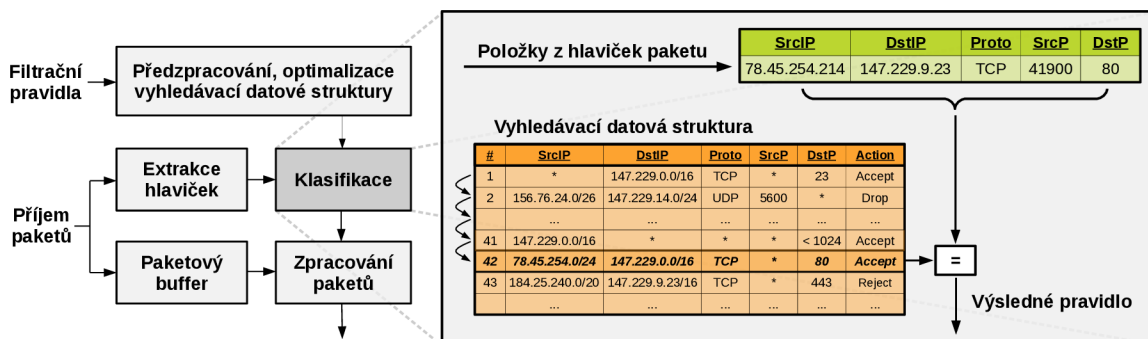 Filtrační
pravidla
Předzpracování, optimalizace
vyhledávací datové struktury
Extrakce
hlaviček
Klasifikace
Příjem
paketů
Paketový
buffer
Zpracování
paketů
Položky z hlaviček paketu
SrcIP DstIP Proto SrcP DstP
78.45.254.214 147.229.9.23 TCP 41900 80
Vyhledávací datová struktura
# SrcIP DstIP Proto SrcP DstP Action
1 * 147.229.0.0/16 TCP * 23 Accept
2 156.76.24.0/26 147.229.14.0/24 UDP 5600 * Drop
... ... ... ... ... ...
41 147.229.0.0/16 * * * < 1024 Accept
42 78.45.254.0/24 147.229.0.0/16 TCP * 80 Accept
43 184.25.240.0/20 147.229.9.23/16 TCP * 443 Reject
... ... ... ... ... ...
=
Výsledné pravidlo